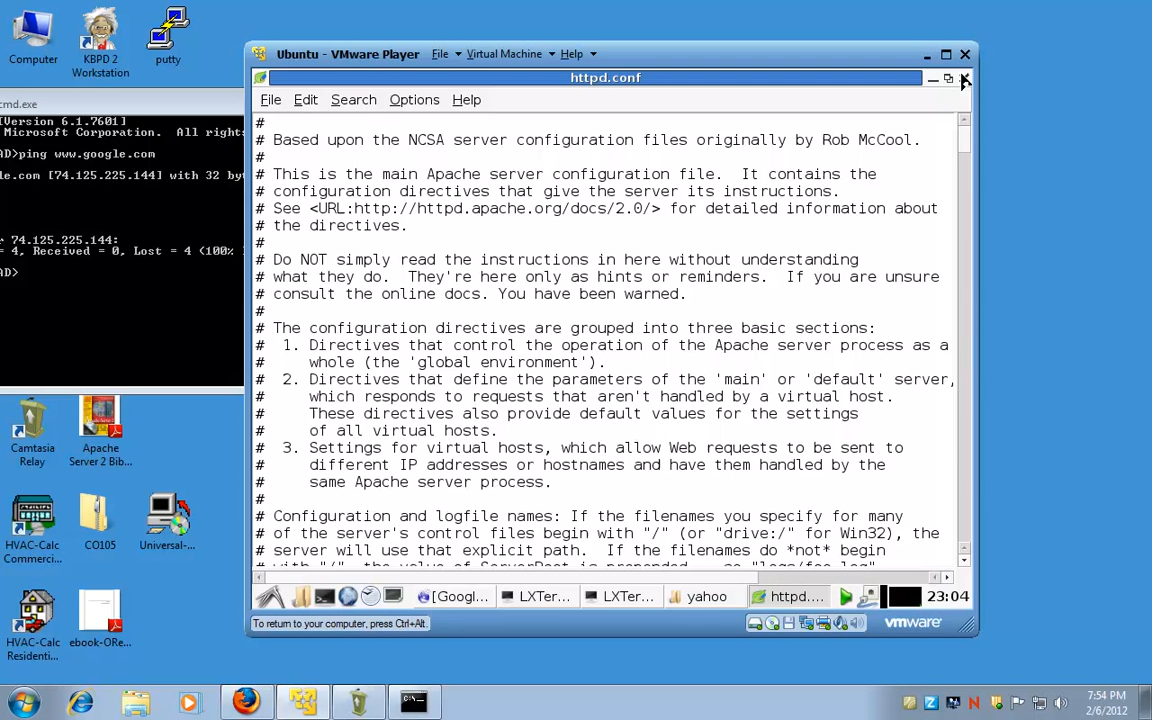 Computer
KBPD 2
Workstation
putty
cmd.exe
[Version 6.1.7601]
Microsoft Corporation.  All right
AD>ping www.google.com
le.com [74.125.225.144] with 32 by
r 74.125.225.144:
= 4, Received = 0, Lost = 4 (100%
AD>
Camtasia
Relay
Apache
Server 2 Bib...
HVAC-Calc
Commerci...
CO105
Universal-...
HVAC-Calc
Residenti...
ebook-ORe...
Ubuntu - VMware Player
File
Virtual Machine
Help
httpd.conf
File Edit Search Options Help
#
# Based upon the NCSA server configuration files originally by Rob McCool.
#
# This is the main Apache server configuration file.  It contains the
# configuration directives that give the server its instructions.
# See <URL:http://httpd.apache.org/docs/2.0/> for detailed information about
# the directives.
#
# Do NOT simply read the instructions in here without understanding
# what they do.  They're here only as hints or reminders.  If you are unsure
# consult the online docs. You have been warned.
#
# The configuration directives are grouped into three basic sections:
#  1. Directives that control the operation of the Apache server process as a
#     whole (the 'global environment').
#  2. Directives that define the parameters of the 'main' or 'default' server,
#     which responds to requests that aren't handled by a virtual host.
#     These directives also provide default values for the settings
#     of all virtual hosts.
#  3. Settings for virtual hosts, which allow Web requests to be sent to
#     different IP addresses or hostnames and have them handled by the
#     same Apache server process.
#
# Configuration and logfile names: If the filenames you specify for many
# of the server's control files begin with "/" (or "drive:/" for Win32), the
# server will use that explicit path.  If the filenames do *not* begin
# with "/", the value of ServerRoot is prepended
[Googl... LXTer... LXTer... yahoo httpd.... 23:04
To return to your computer, press Ctrl+Alt.
vmware
7:54 PM
2/6/2012